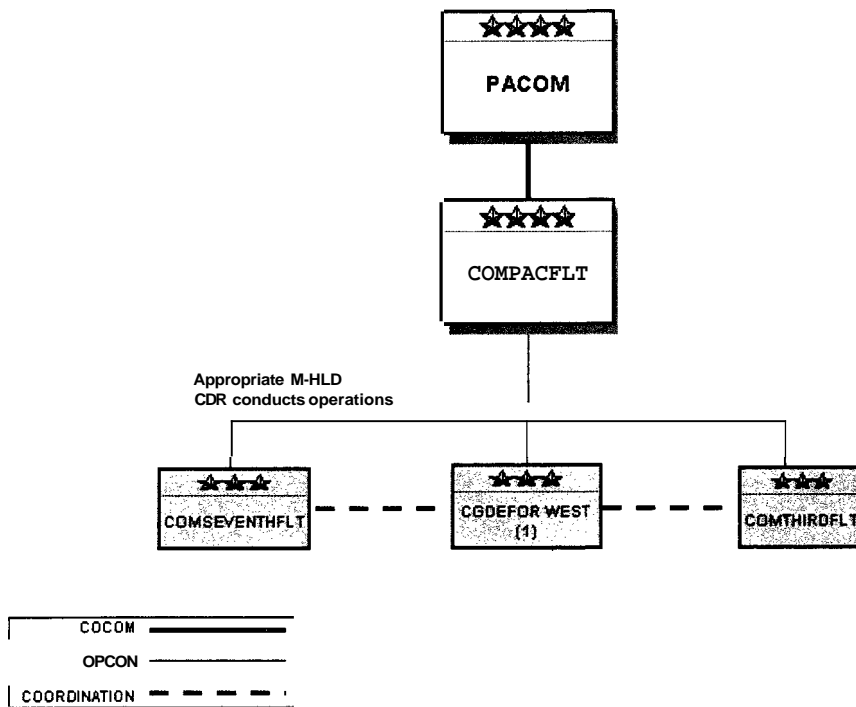 PACOM
COMPACFLT
Appropriate M-HLD
CDR conducts operations
COMSEVENTHFLT
CGDEFOR WEST
(1)
COMTHIRDFLT
COCOM
OPCON
COORDINATION